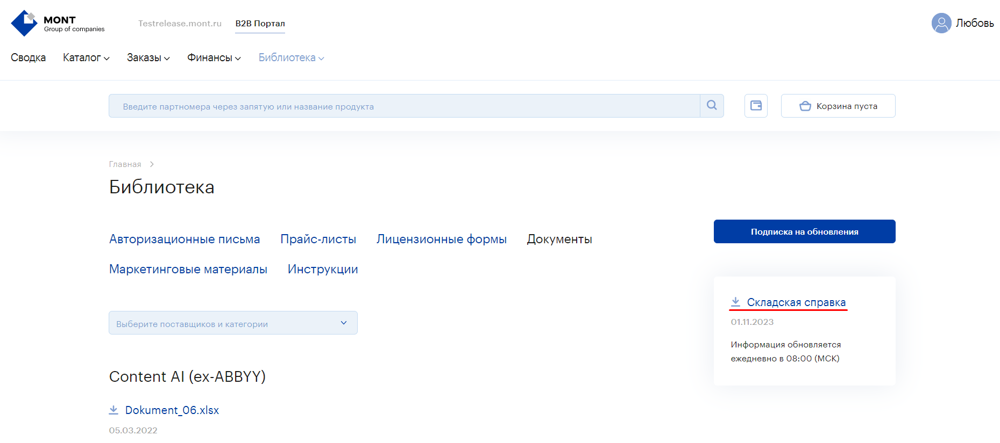 MONT
Group of companies
Testrelease.mont.ru
B2B Портал
Любовь
Сводка
Каталог
Заказы
Финансы
Библиотека
Введите партномера через запятую или название продукта
Корзина пуста
Главная
Библиотека
Авторизационные письма
Прайс-листы
Лицензионные формы
Документы
Маркетинговые материалы
Инструкции
Подписка на обновления
Складская справка
01.11.2023
Информация обновляется
ежедневно в 08:00 (МСК)
Выберите поставщиков и категории
Content AI (ex-ABBYY)
Dokument_06.xlsx
05.03.2022